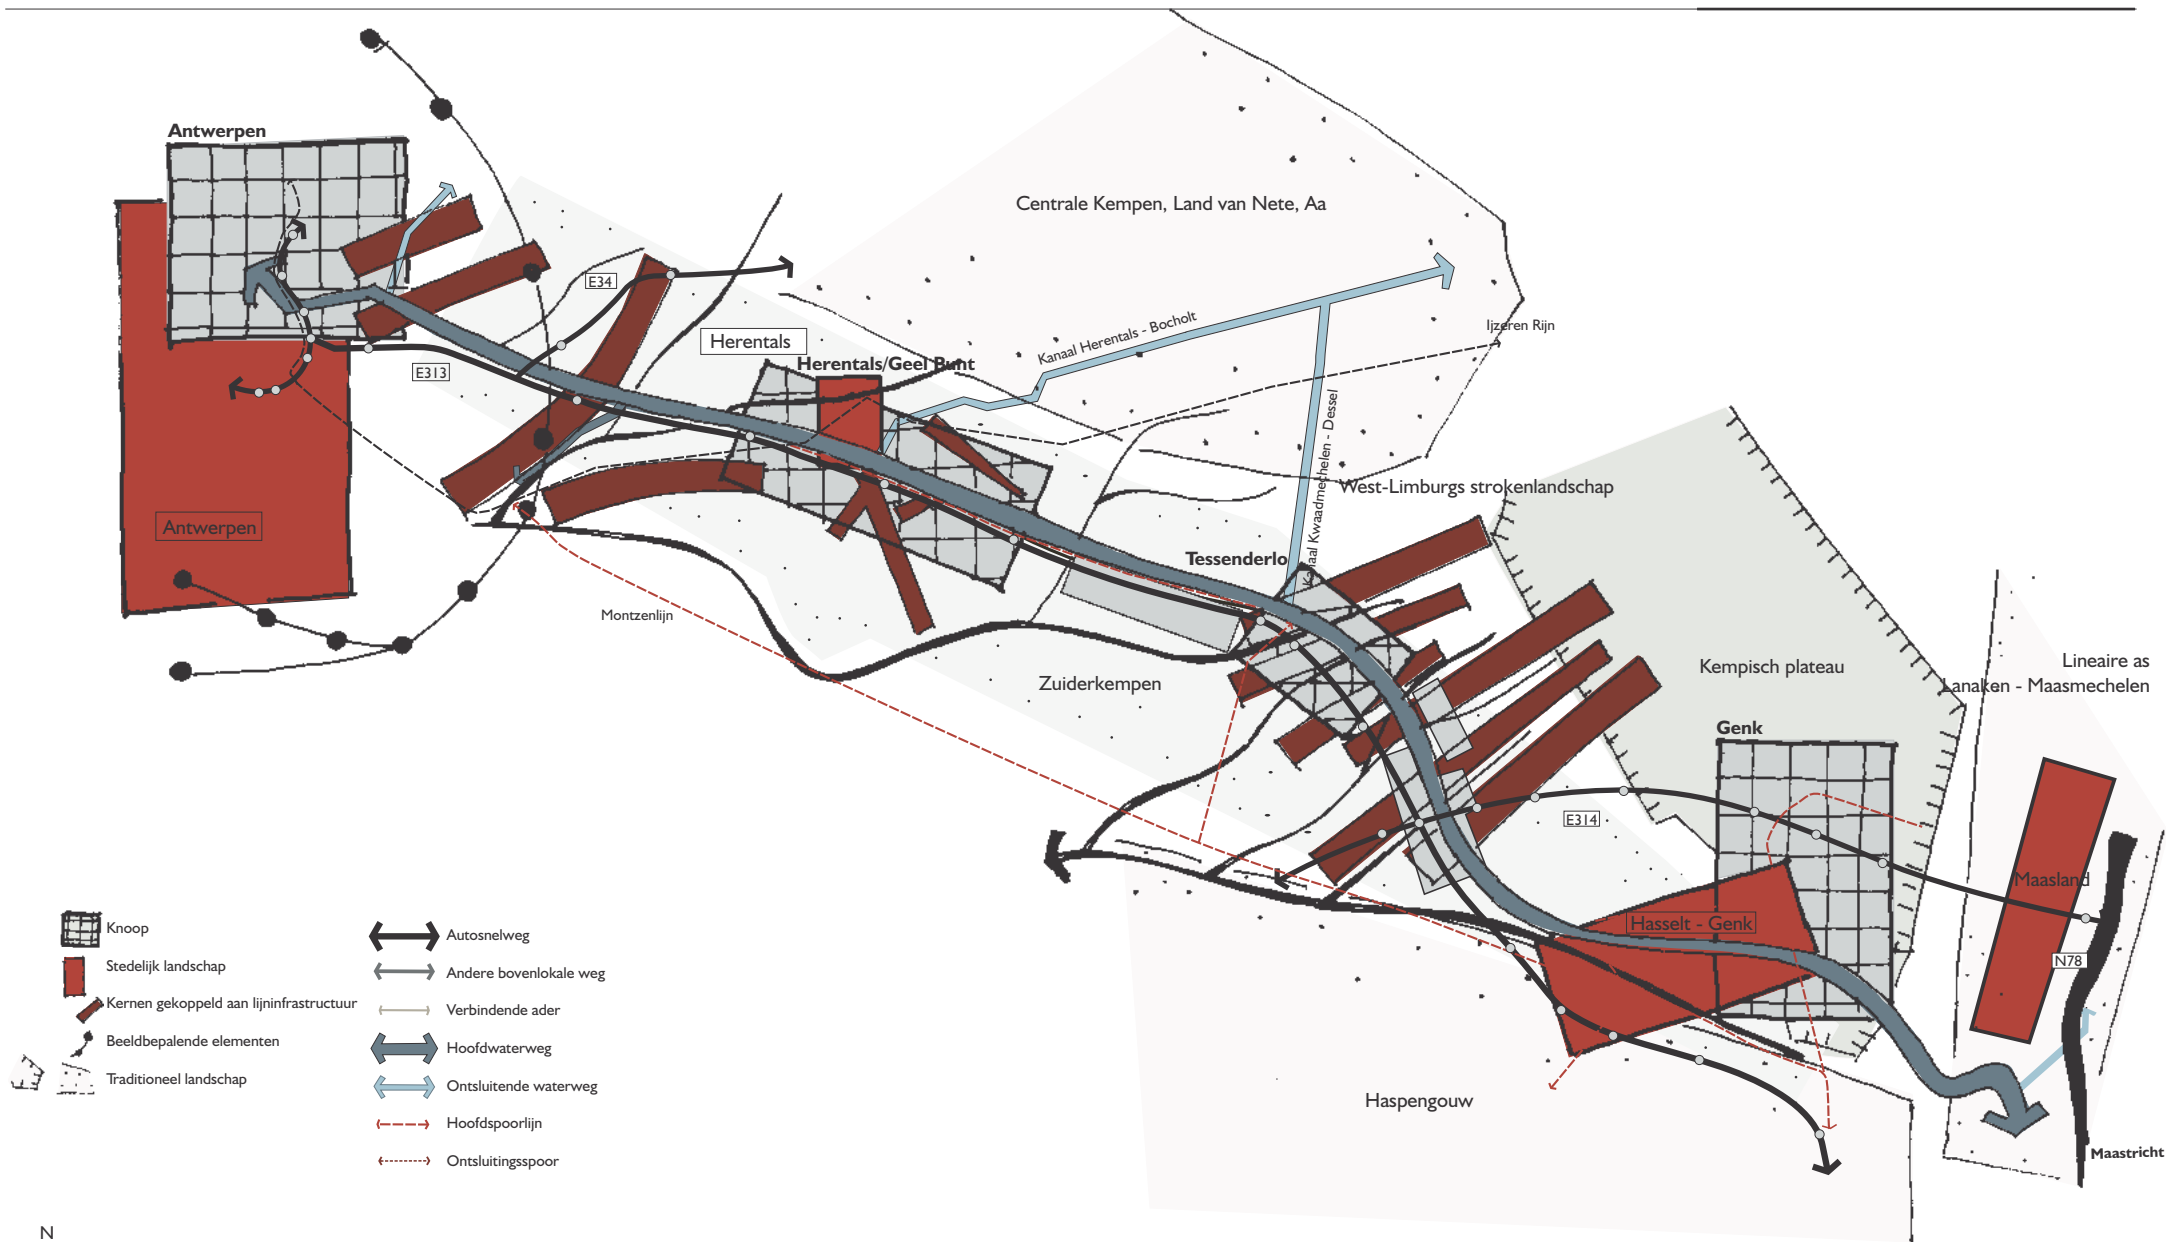 Antwerpen
Centrale Kempen, Land van Nete, Aa
E34
Kanaal Herentals - Bocholt
Ijzeren Rijn
Herentals
Herentals/Geel Punt
E313
Kanaal Kwaadmechelen - Dessel
West-Limburgs strokenlandschap
Antwerpen
Tessenderlo
Montzenlijn
Zuiderkempen
Kempisch plateau
Lineaire as
Lanaken - Maasmechelen
Genk
E314
Maasland
Hasselt - Genk
N78
Haspengouw
Maastricht
Knoop
Stedelijk landschap
Kernen gekoppeld aan lijninfrastructuur
Beeldbepalende elementen
Traditioneel landschap
Autosnelweg
Andere bovenlokale weg
Verbindende ader
Hoofdwaterweg
Ontsluitende waterweg
Hoofdspoorlijn
Ontsluitingsspoor
N